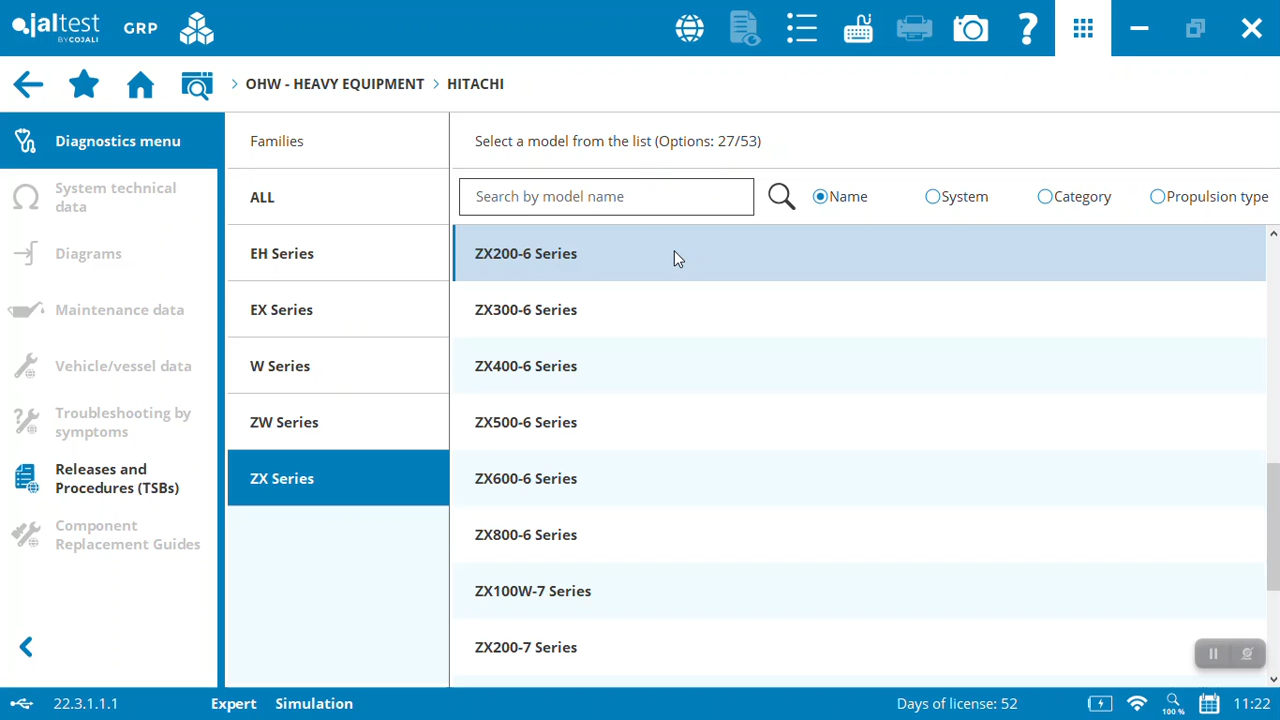 jaltest
BY COJALI
GRP
> OHW - HEAVY EQUIPMENT > HITACHI
Diagnostics menu
System technical
data
Diagrams
Maintenance data
Vehicle/vessel data
Troubleshooting by
symptoms
Releases and
Procedures (TSBs)
Component
Replacement Guides
Families
ALL
EH Series
EX Series
W Series
ZW Series
ZX Series
Select a model from the list (Options: 27/53)
Search by model name
Name
System
Category
Propulsion type
ZX200-6 Series
ZX300-6 Series
ZX400-6 Series
ZX500-6 Series
ZX600-6 Series
ZX800-6 Series
ZX100W-7 Series
ZX200-7 Series
22.3.1.1.1
Expert
Simulation
Days of license: 52
100 %
11:22